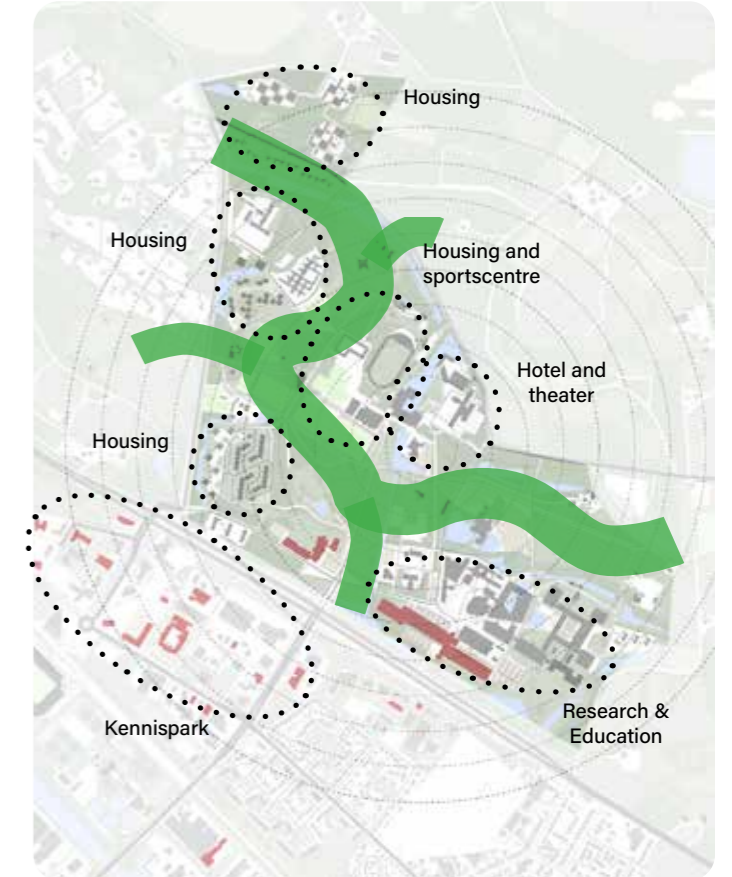 Housing
Housing
Housing and
sportscentre
Hotel and
theater
Housing
Research &
Education
Kennispark